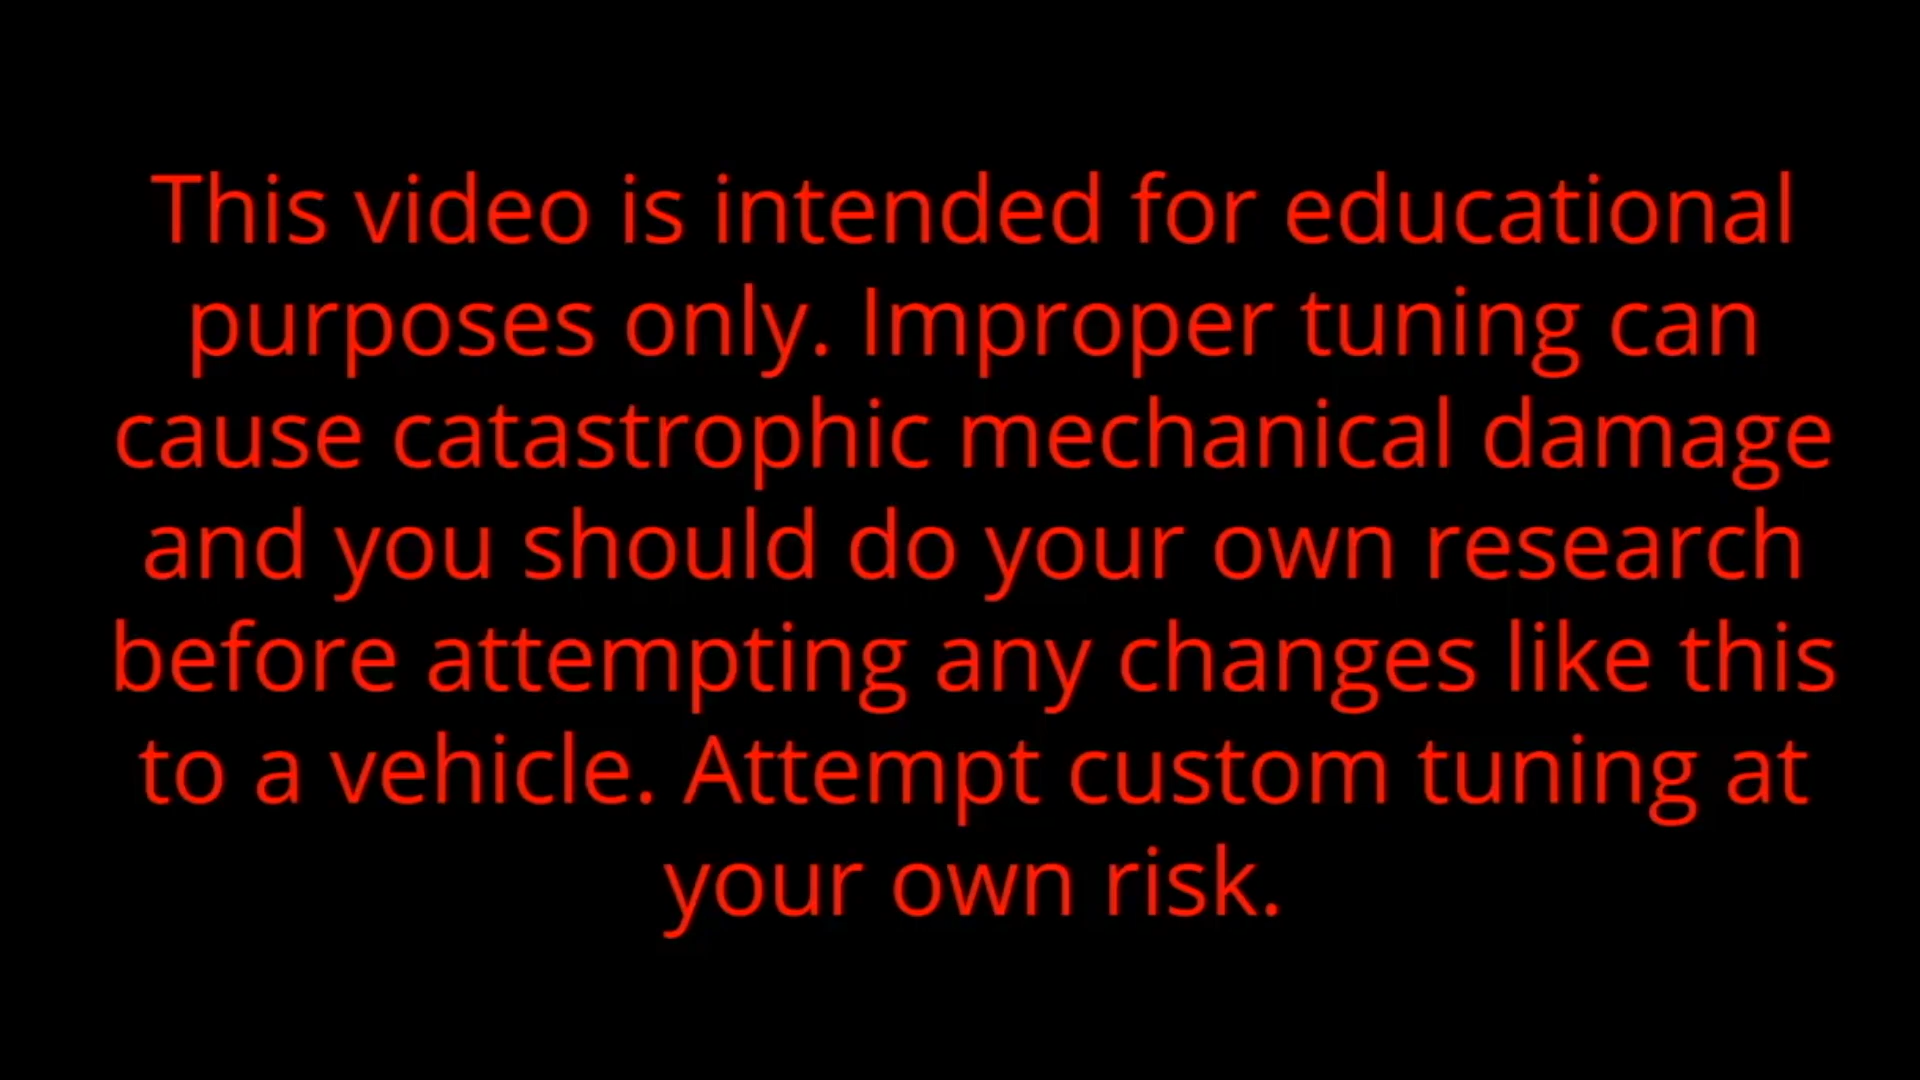 This video is intended for educational
purposes only. Improper tuning can
cause catastrophic mechanical damage
and you should do your own research
before attempting any changes like this
to a vehicle. Attempt custom tuning at
your own risk.